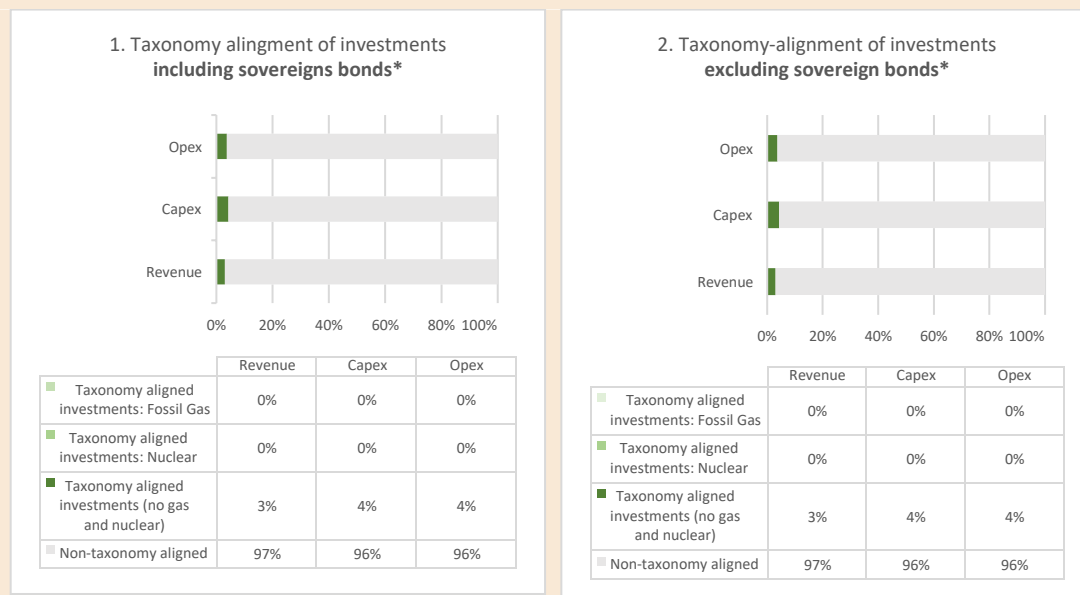 1. Taxonomy alingment of investments
including sovereigns bonds*
Opex
Capex
Revenue
0% 20% 40% 60% 80% 100%
Revenue Capex Opex
Taxonomy aligned
investments: Fossil Gas
0% 0% 0%
Taxonomy aligned
investments: Nuclear
0% 0% 0%
Taxonomy aligned
investments (no gas
and nuclear)
3% 4% 4%
Non-taxonomy aligned 97% 96% 96%
2. Taxonomy-alignment of investments
excluding sovereign bonds*
Opex
Capex
Revenue
0% 20% 40% 60% 80% 100%
Revenue Capex Opex
Taxonomy aligned
investments: Fossil Gas
0% 0% 0%
Taxonomy aligned
investments: Nuclear
0% 0% 0%
Taxonomy aligned
investments (no gas
and nuclear)
3% 4% 4%
Non-taxonomy aligned 97% 96% 96%